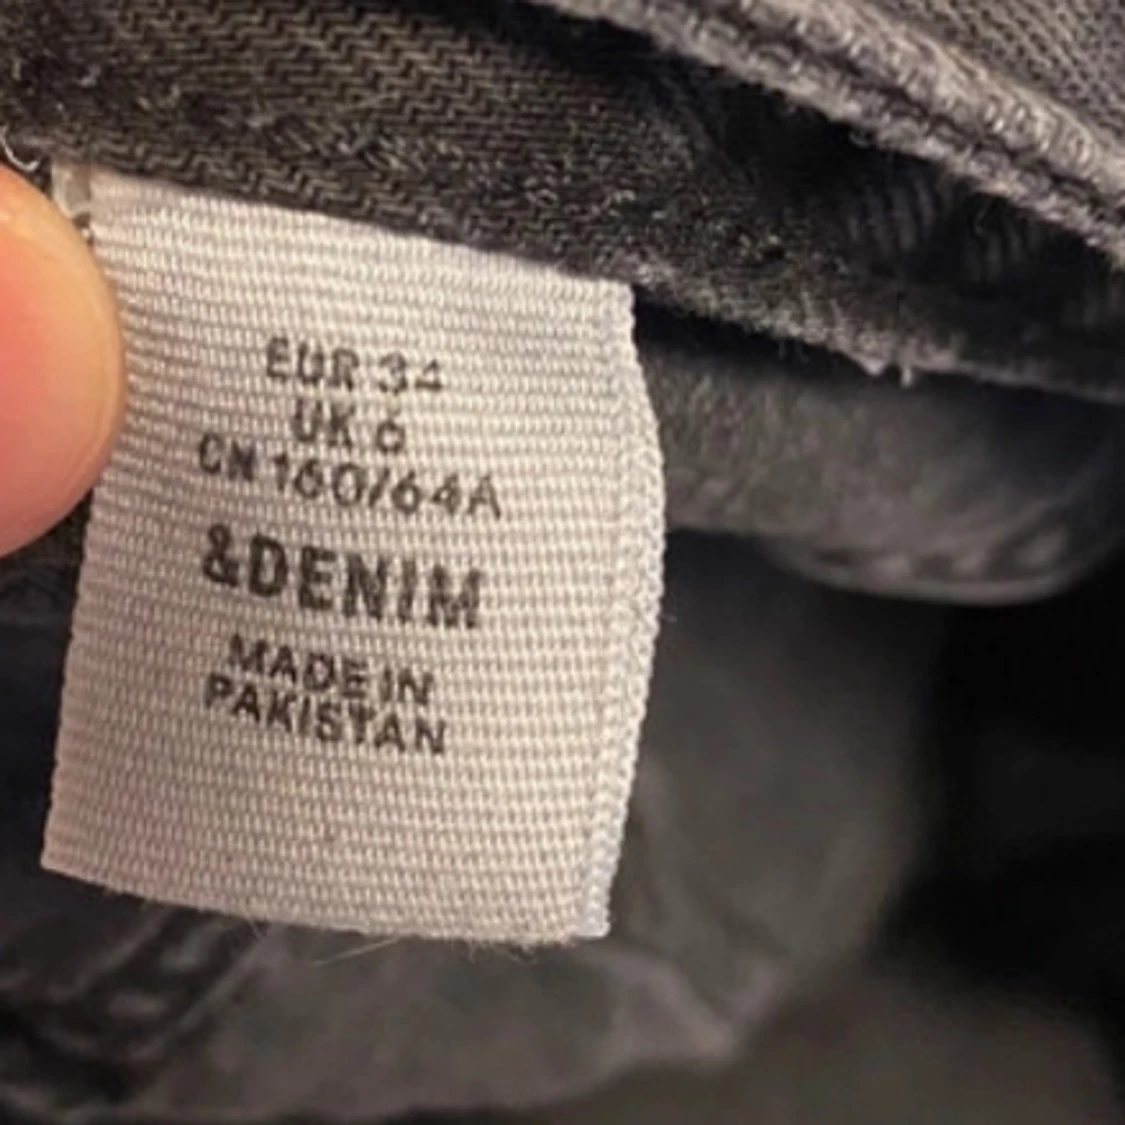 EUR 34
UK 6
CN 160/64A
&DENIM
MADE IN
PAKISTAN